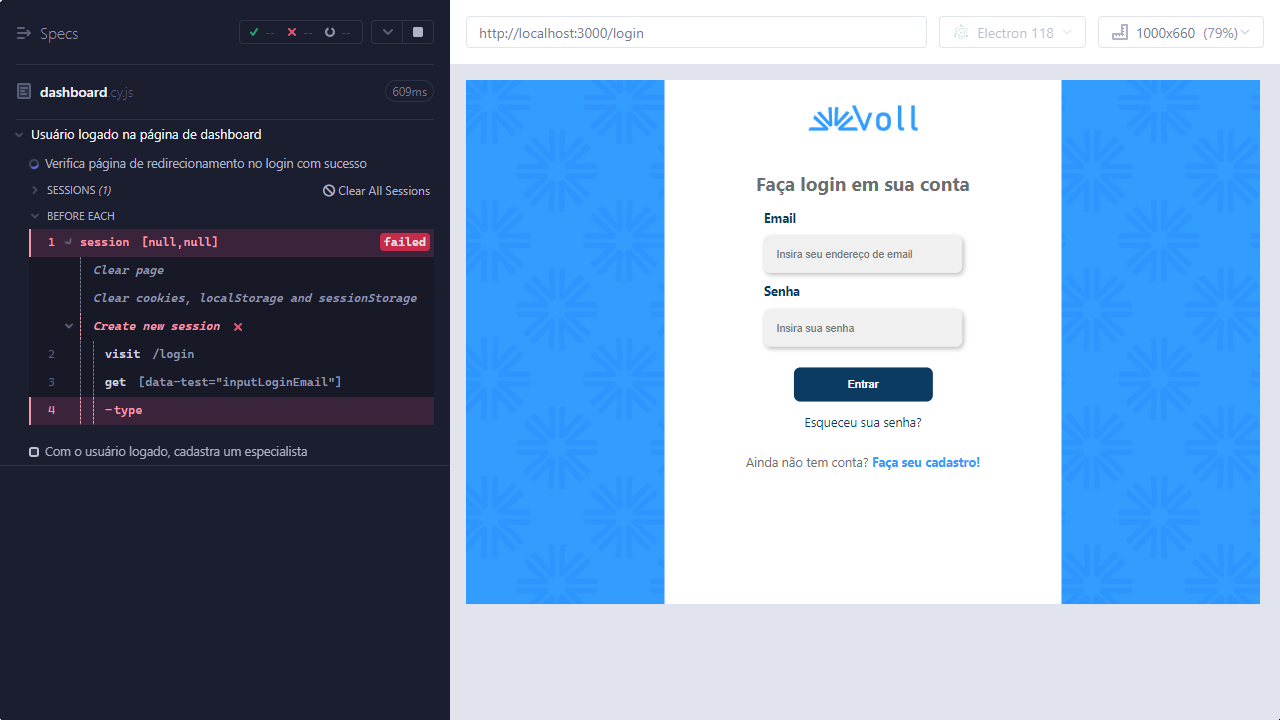 Specs
-- -- --
dashboard.cy.js
609ms
Usuário logado na página de dashboard
Verifica página de redirecionamento no login com sucesso
SESSIONS (1)
Clear All Sessions
BEFORE EACH
1 session [null,null] failed
Clear page
Clear cookies, localStorage and sessionStorage
Create new session
2 visit /login
3 get [data-test="inputLoginEmail"]
4 -type
Com o usuário logado, cadastra um especialista
http://localhost:3000/login
Electron 118
1000x660 (79%)
Voll
Faça login em sua conta
Email
Insira seu endereço de email
Senha
Insira sua senha
Entrar
Esqueceu sua senha?
Ainda não tem conta? Faça seu cadastro!